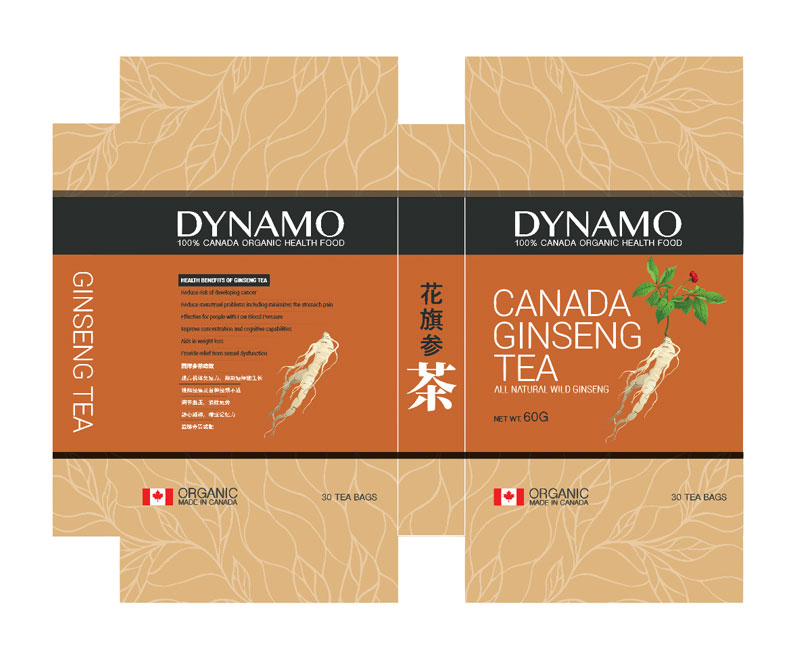 GINSENG TEA
DYNAMO
100% CANADA ORGANIC HEALTH FOOD
HEALTH BENEFITS OF GINSENG TEA
Reduce risk of developing cancer
Reduce menstrual problems including minimizes the stomach pain
Effective for people with Low Blood Pressure
Improve concentration and cognitive capabilities
Aids in weight loss
Provide relief from sexual dysfunction
ORGANIC
MADE IN CANADA
30 TEA BAGS
花旗参
茶
DYNAMO
100% CANADA ORGANIC HEALTH FOOD
CANADA
GINSENG
TEA
ALL NATURAL WILD GINSENG
NET WT. 60G
ORGANIC
MADE IN CANADA
30 TEA BAGS